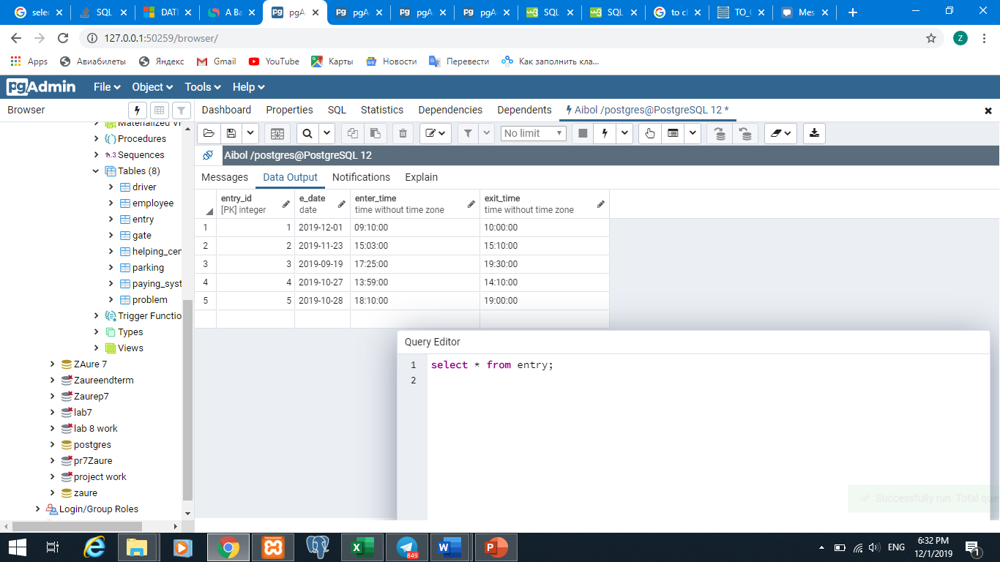 selec SQL DATE A Ba pgA pgA pgA pgA SQL SQL to ch TO_C Mes
127.0.0.1:50259/browser/ Z
Apps Авиабилеты Яндекс Gmail YouTube Карты Новости Перевести Как заполнить кла...
pgAdmin File Object Tools Help
Browser Dashboard Properties SQL Statistics Dependencies Dependents Aibol /postgres@PostgreSQL 12 *
Materialized Vi
Procedures
Sequences
Tables (8)
driver
employee
entry
gate
helping_cen
parking
paying_syst
problem
Trigger Functio
Types
Views
ZAure 7
Zaureendterm
Zaurep7
lab7
lab 8 work
postgres
pr7Zaure
project work
zaure
Login/Group Roles
No limit
Aibol /postgres@PostgreSQL 12
Messages Data Output Notifications Explain
entry_id e_date enter_time exit_time
[PK] integer date time without time zone time without time zone
1 1 2019-12-01 09:10:00 10:00:00
2 2 2019-11-23 15:03:00 15:10:00
3 3 2019-09-19 17:25:00 19:30:00
4 4 2019-10-27 13:59:00 14:10:00
5 5 2019-10-28 18:10:00 19:00:00
Query Editor
1 select * from entry;
2
Successfully run. Total que
849 ENG 6:32 PM
12/1/2019 1